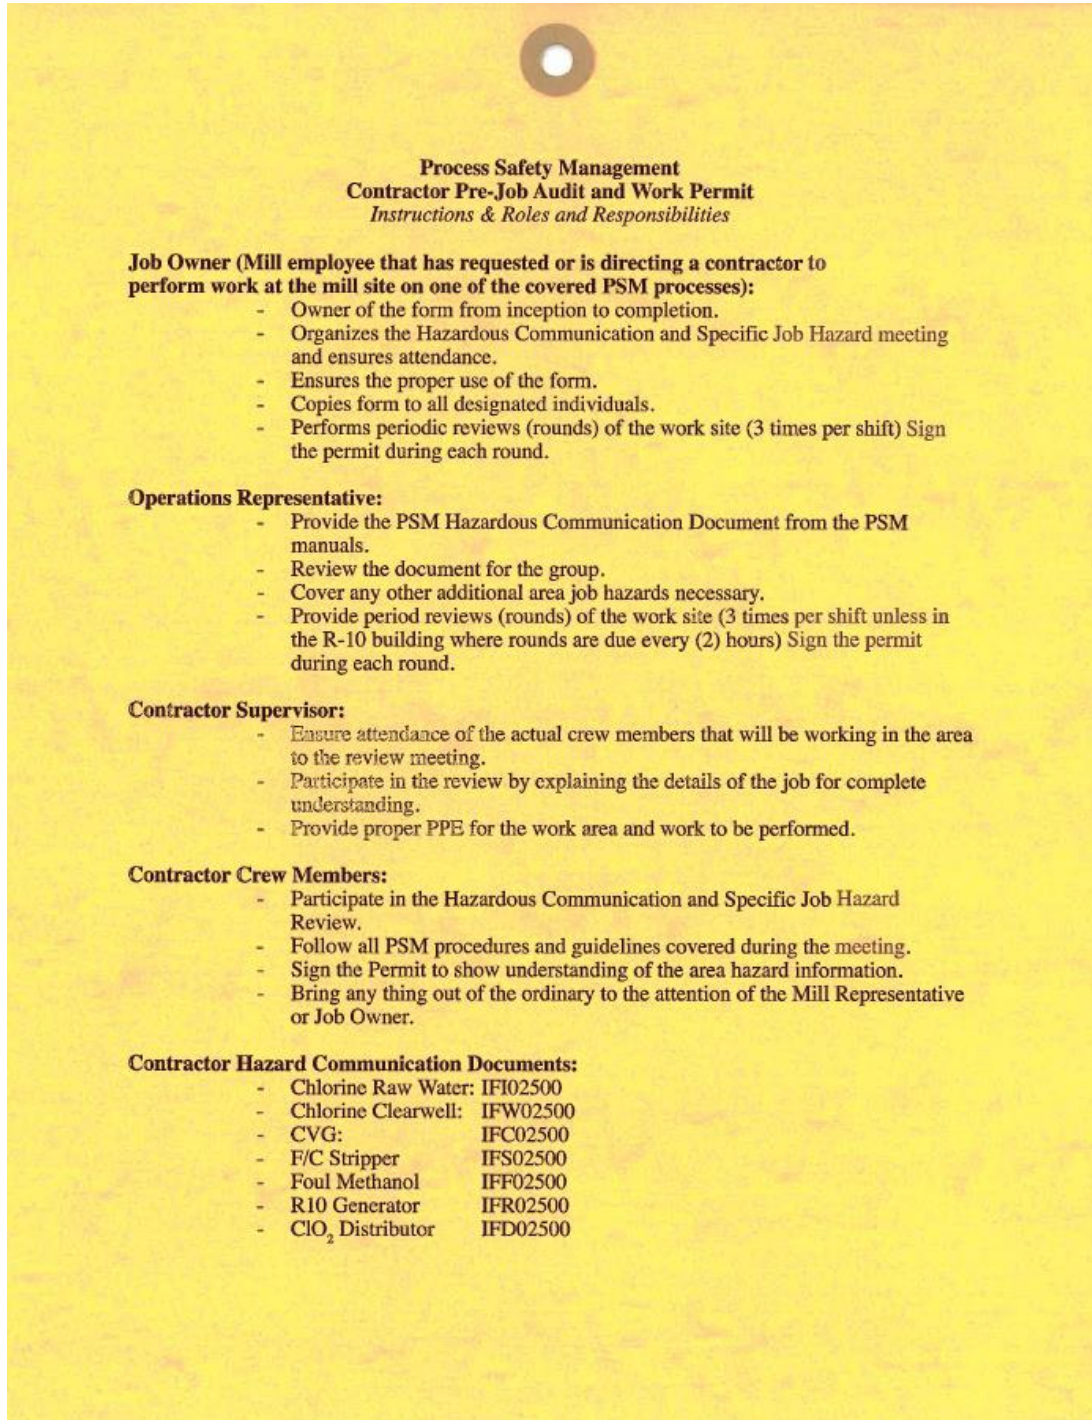 Process Safety Management
Contractor Pre-Job Audit and Work Permit
Instructions & Roles and Responsibilities
Job Owner (Mill employee that has requested or is directing a contractor to
perform work at the mill site on one of the covered PSM processes):
- Owner of the form from inception to completion.
- Organizes the Hazardous Communication and Specific Job Hazard meeting
and ensures attendance.
- Ensures the proper use of the form.
- Copies form to all designated individuals.
- Performs periodic reviews (rounds) of the work site (3 times per shift) Sign
the permit during each round.
Operations Representative:
- Provide the PSM Hazardous Communication Document from the PSM
manuals.
- Review the document for the group.
- Cover any other additional area job hazards necessary.
- Provide period reviews (rounds) of the work site (3 times per shift unless in
the R-10 building where rounds are due every (2) hours) Sign the permit
during each round.
Contractor Supervisor:
- Ensure attendance of the actual crew members that will be working in the area
to the review meeting.
- Participate in the review by explaining the details of the job for complete
understanding.
- Provide proper PPE for the work area and work to be performed.
Contractor Crew Members:
- Participate in the Hazardous Communication and Specific Job Hazard
Review.
- Follow all PSM procedures and guidelines covered during the meeting.
- Sign the Permit to show understanding of the area hazard information.
- Bring any thing out of the ordinary to the attention of the Mill Representative
or Job Owner.
Contractor Hazard Communication Documents:
- Chlorine Raw Water: IFI02500
- Chlorine Clearwell: IFW02500
- CVG: IFC02500
- F/C Stripper IFS02500
- Foul Methanol IFF02500
- R10 Generator IFR02500
- ClO₂ Distributor IFD02500